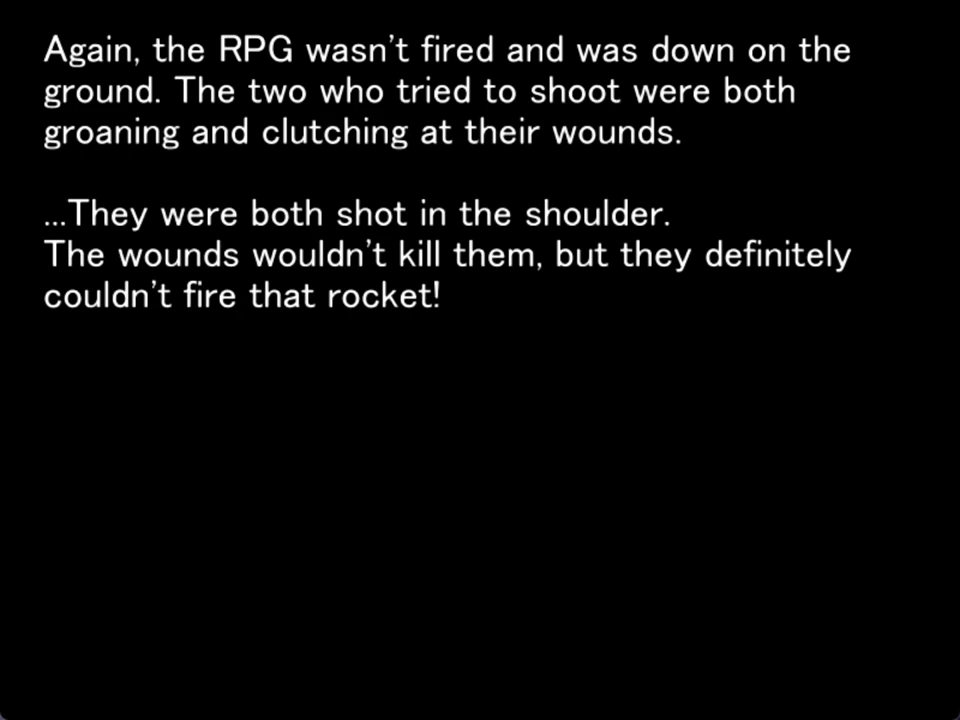 Again, the RPG wasn't fired and was down on the
ground. The two who tried to shoot were both
groaning and clutching at their wounds.
...They were both shot in the shoulder.
The wounds wouldn't kill them, but they definitely
couldn't fire that rocket!